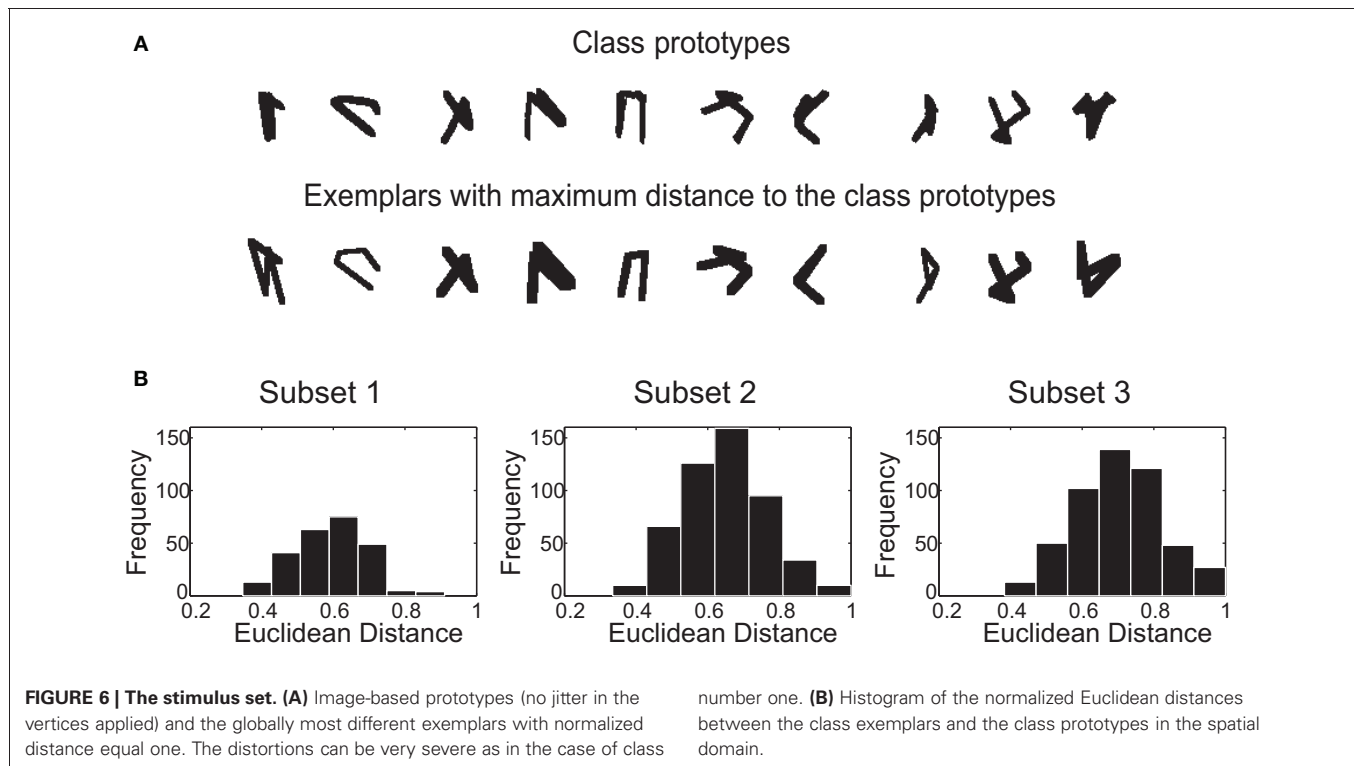 A
Class prototypes
Exemplars with maximum distance to the class prototypes
B
Subset 1
Subset 2
Subset 3
150
100
50
0
Frequency
0.2 0.4 0.6 0.8 1
Euclidean Distance
150
100
50
0
Frequency
0.2 0.4 0.6 0.8 1
Euclidean Distance
150
100
50
0
Frequency
0.2 0.4 0.6 0.8 1
Euclidean Distance
FIGURE 6 | The stimulus set. (A) Image-based prototypes (no jitter in the
vertices applied) and the globally most different exemplars with normalized
distance equal one. The distortions can be very severe as in the case of class
number one. (B) Histogram of the normalized Euclidean distances
between the class exemplars and the class prototypes in the spatial
domain.